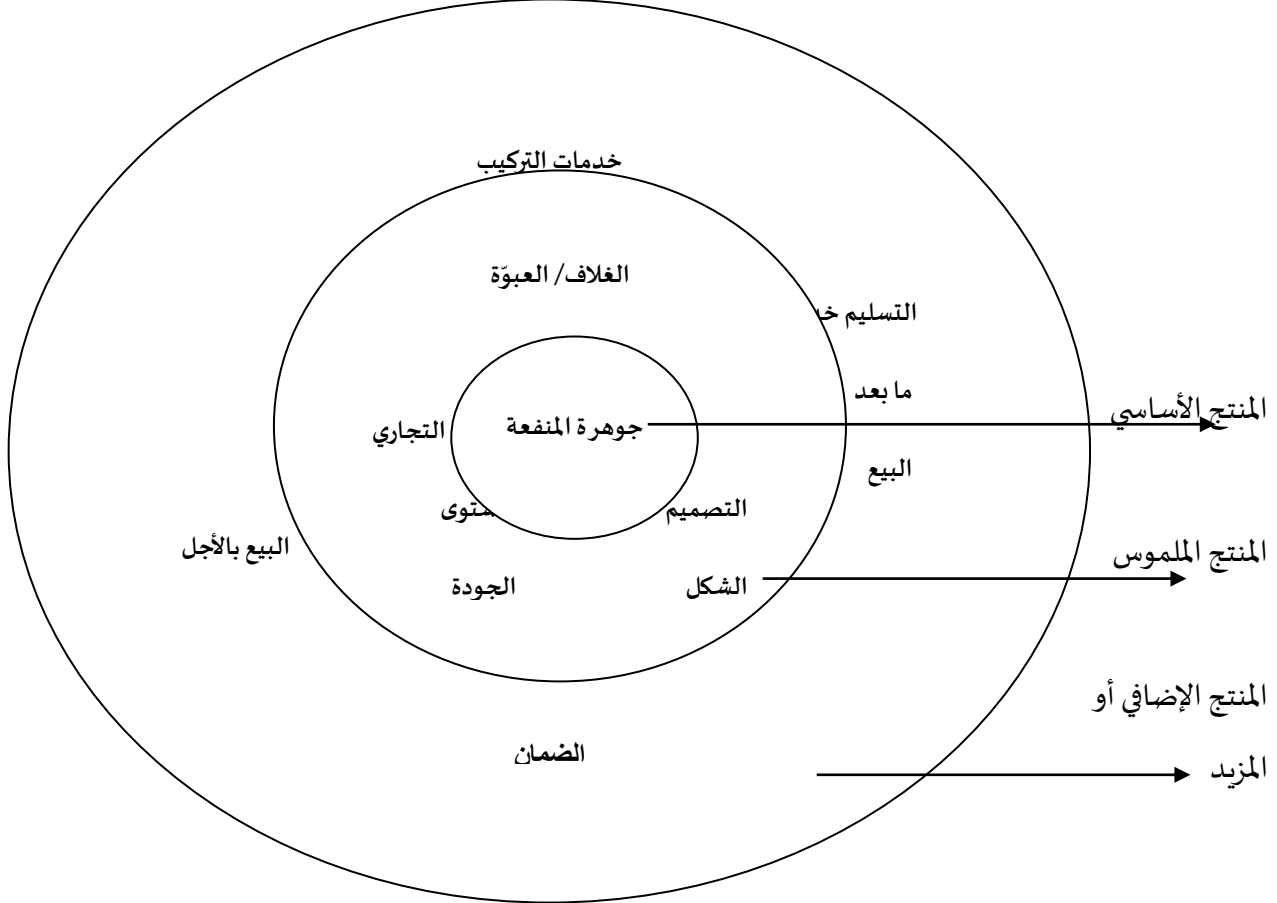 خدمات التركيب
الغلاف/ العبوّة
التسليم
ما بعد
المنتج الأساسي
جوهرة المنفعة
التجاري
البيع
التصميم
البيع بالأجل
المنتج الملموس
الشكل
الجودة
المنتج الإضافي أو
الضمان
المزيد